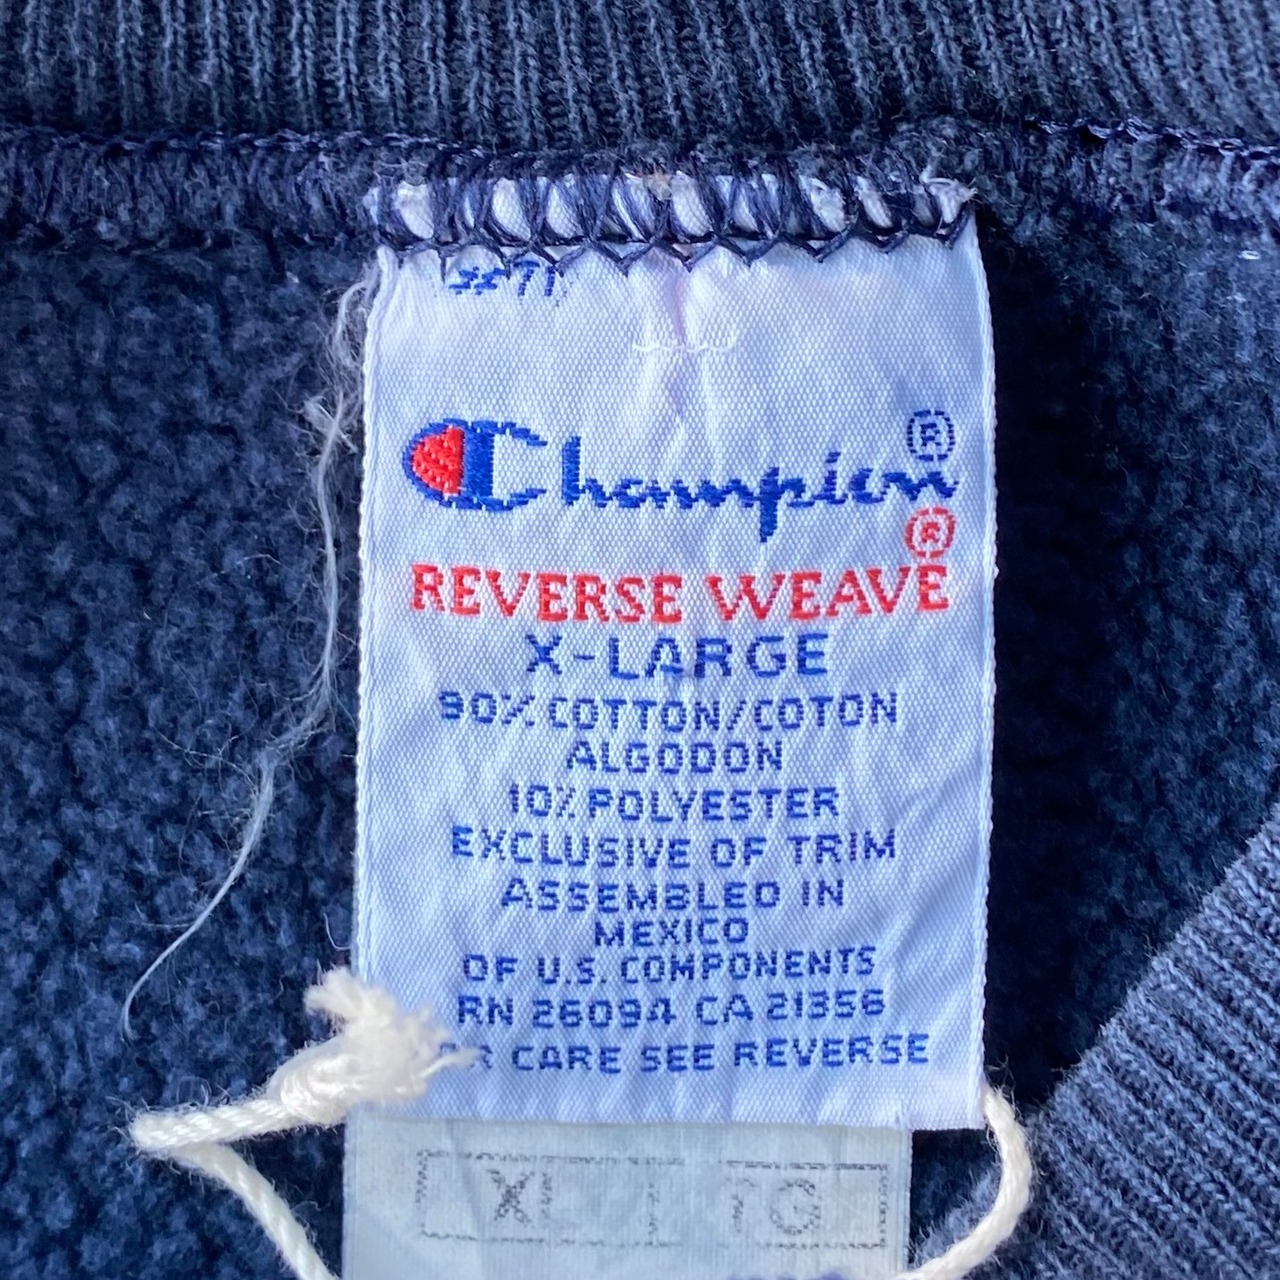 Champion®
REVERSE WEAVE®
X-LARGE
90% COTTON/COTON
ALGODON
10% POLYESTER
EXCLUSIVE OF TRIM
ASSEMBLED IN
MEXICO
OF U.S. COMPONENTS
RN 26094 CA 21356
CARE SEE REVERSE
XL
G